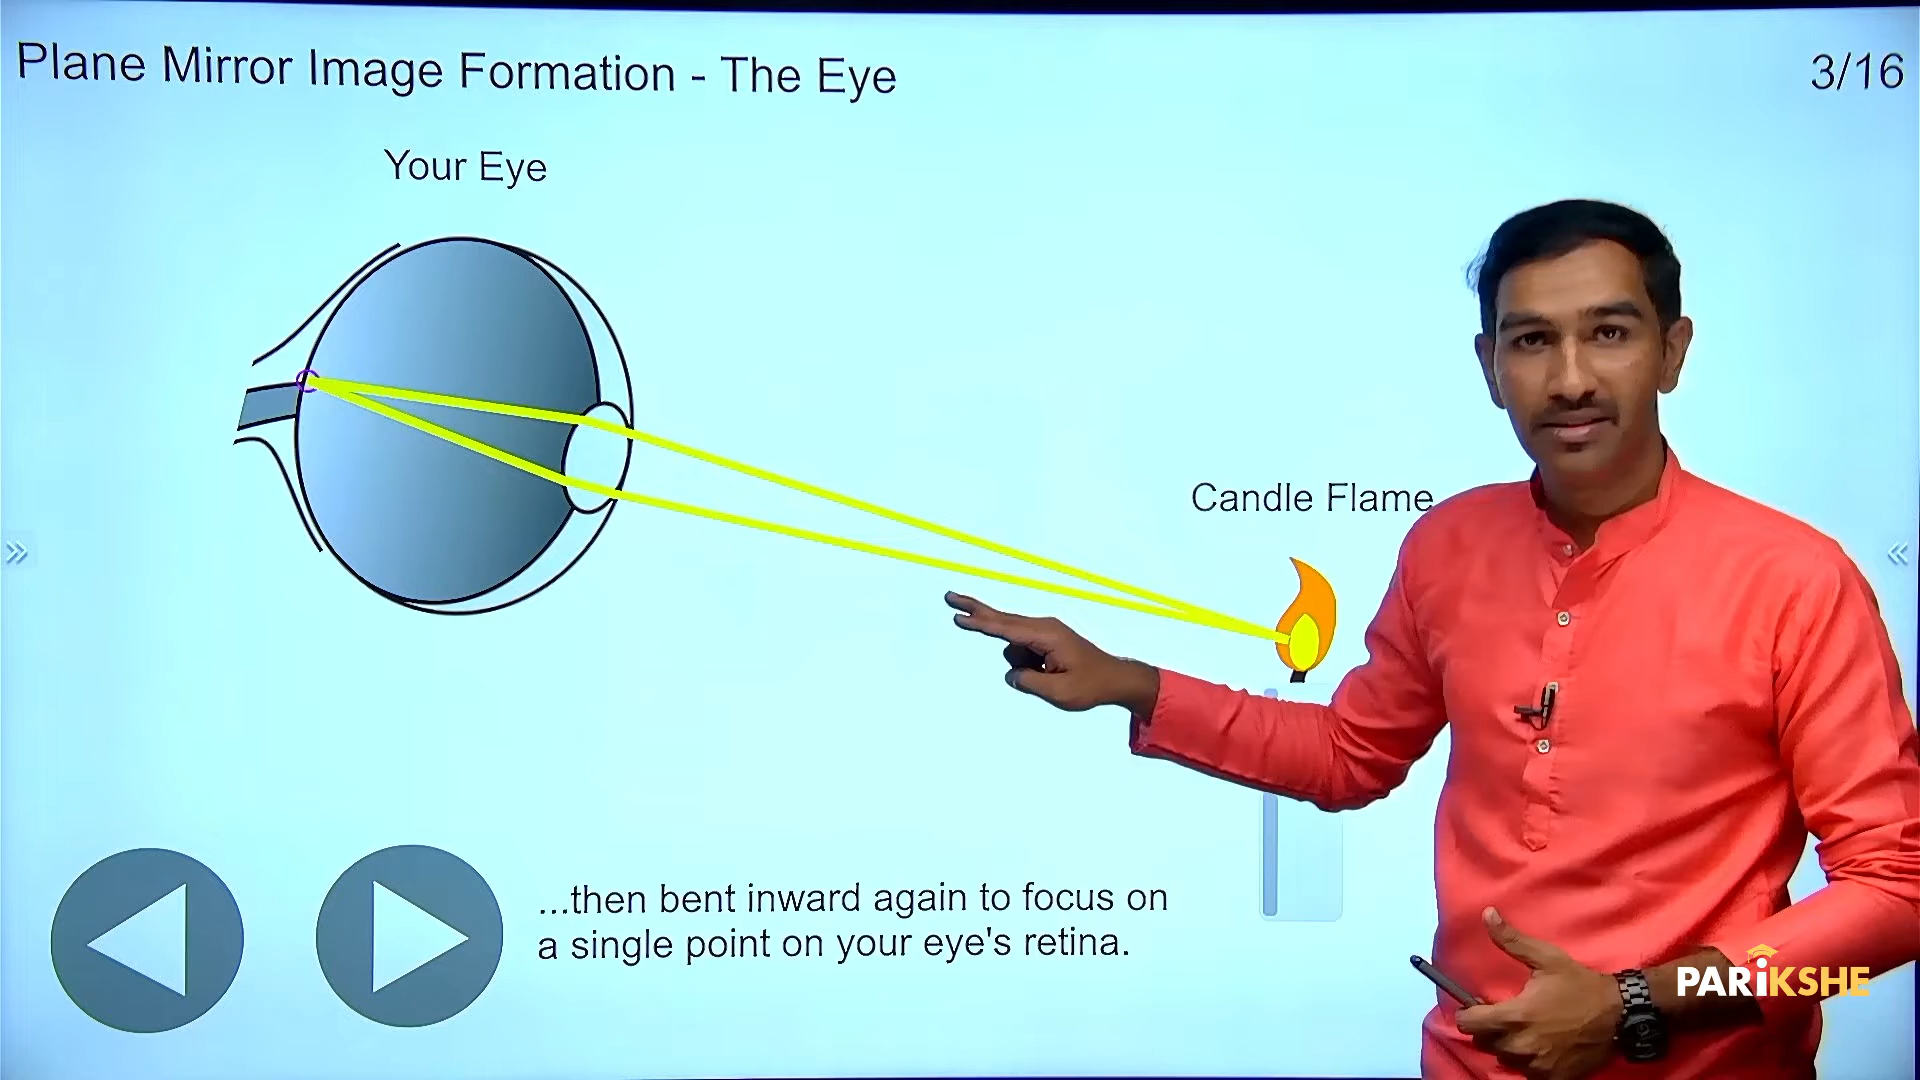 Plane Mirror Image Formation - The Eye
3/16
Your Eye
Candle Flame
...then bent inward again to focus on
a single point on your eye's retina.
PARiKSHE